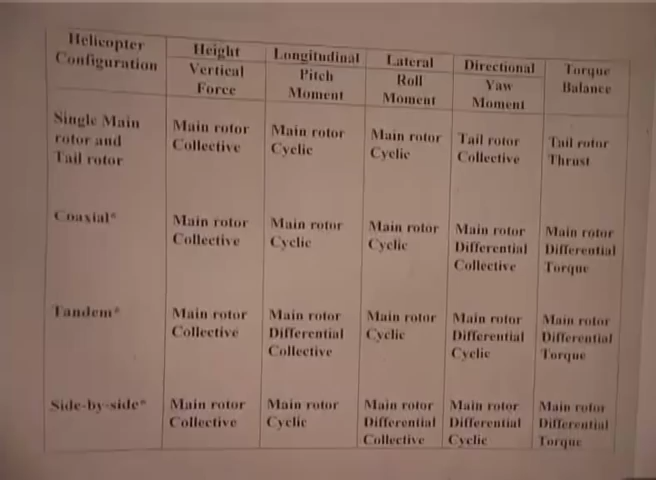 Helicopter Configuration | Height | Longitudinal | Lateral | Directional | Torque Balance
Vertical Force | Pitch Moment | Roll Moment | Yaw Moment
Single Main rotor and Tail rotor | Main rotor Collective | Main rotor Cyclic | Main rotor Cyclic | Tail rotor Collective | Tail rotor Thrust
Coaxial* | Main rotor Collective | Main rotor Cyclic | Main rotor Cyclic | Main rotor Differential Collective | Main rotor Differential Torque
Tandem* | Main rotor Collective | Main rotor Differential Collective | Main rotor Cyclic | Main rotor Differential Cyclic | Main rotor Differential Torque
Side-by-side* | Main rotor Collective | Main rotor Cyclic | Main rotor Differential Collective | Main rotor Differential Cyclic | Main rotor Differential Torque